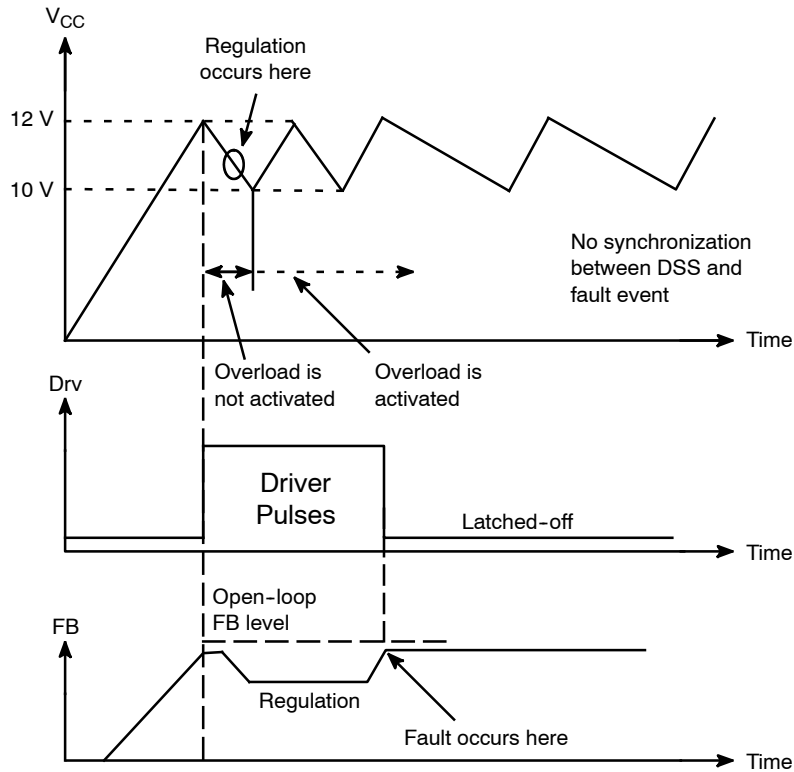 VCC
Regulation
occurs here
12 V
10 V
No synchronization
between DSS and
fault event
Time
Overload is
not activated
Overload is
activated
Drv
Driver
Pulses
Latched-off
Time
Open-loop
FB level
FB
Regulation
Fault occurs here
Time